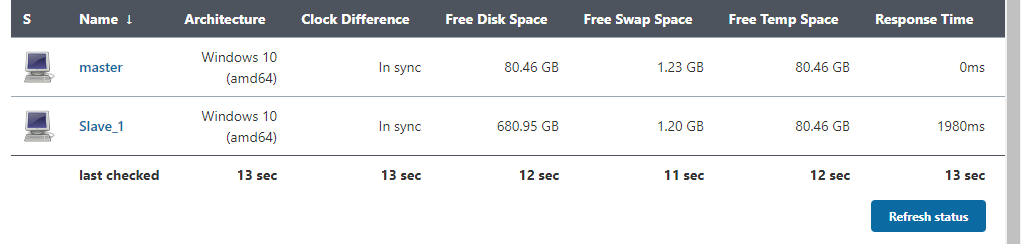 S Name ↓ Architecture Clock Difference Free Disk Space Free Swap Space Free Temp Space Response Time
Windows 10
master In sync 80.46 GB 1.23 GB 80.46 GB 0ms
(amd64)
Windows 10
Slave_1 In sync 680.95 GB 1.20 GB 80.46 GB 1980ms
(amd64)
last checked 13 sec 13 sec 12 sec 11 sec 12 sec 13 sec
Refresh status